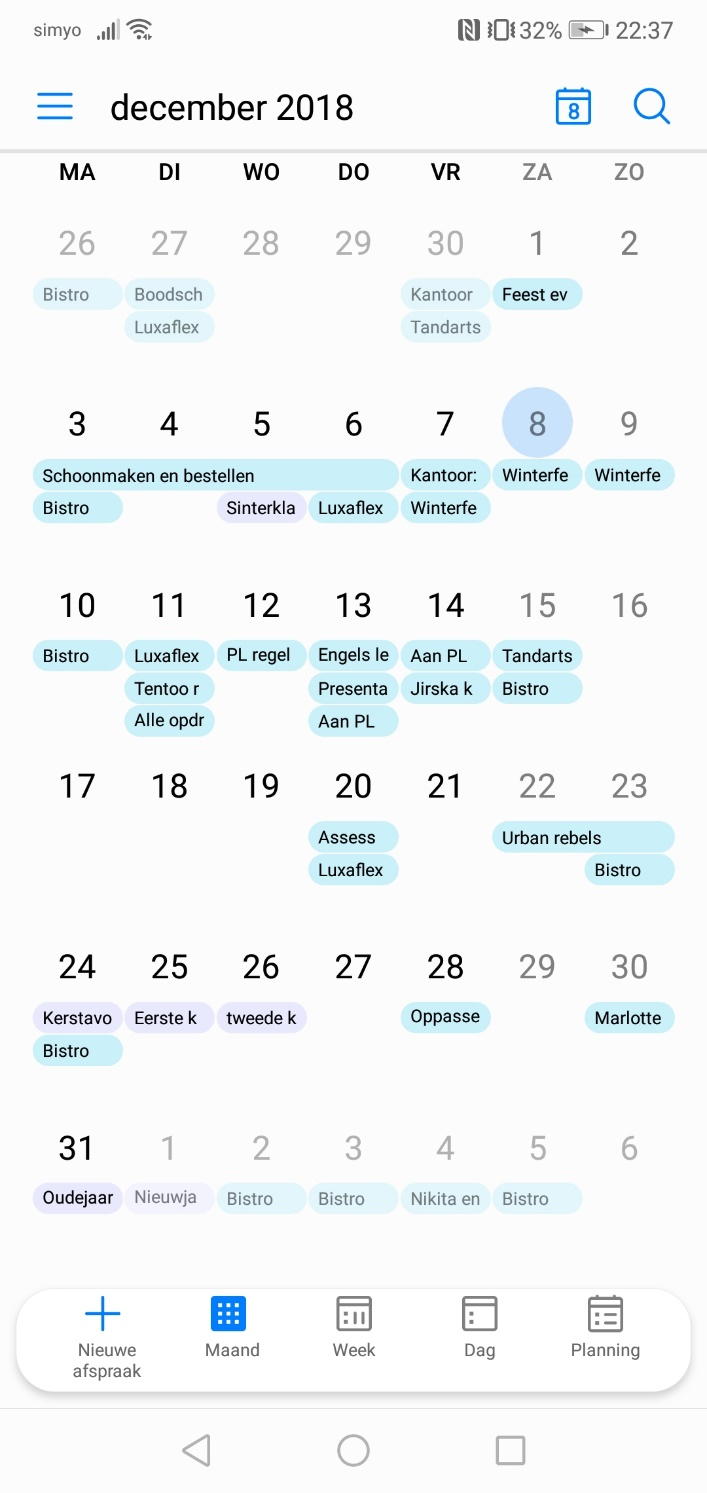 simyo 32% 22:37
december 2018 8
MA DI WO DO VR ZA ZO
26 27 28 29 30 1 2
Bistro Boodsch Kantoor Feest ev
Luxaflex Tandarts
3 4 5 6 7 8 9
Schoonmaken en bestellen Kantoor: Winterfe Winterfe
Bistro Sinterkla Luxaflex Winterfe
10 11 12 13 14 15 16
Bistro Luxaflex PL regel Engels le Aan PL Tandarts
Tentoo r Presenta Jirska k Bistro
Alle opdr Aan PL
17 18 19 20 21 22 23
Assess Urban rebels
Luxaflex Bistro
24 25 26 27 28 29 30
Kerstavo Eerste k tweede k Oppasse Marlotte
Bistro
31 1 2 3 4 5 6
Oudejaar Nieuwja Bistro Bistro Nikita en Bistro
Nieuwe Maand Week Dag Planning
afspraak